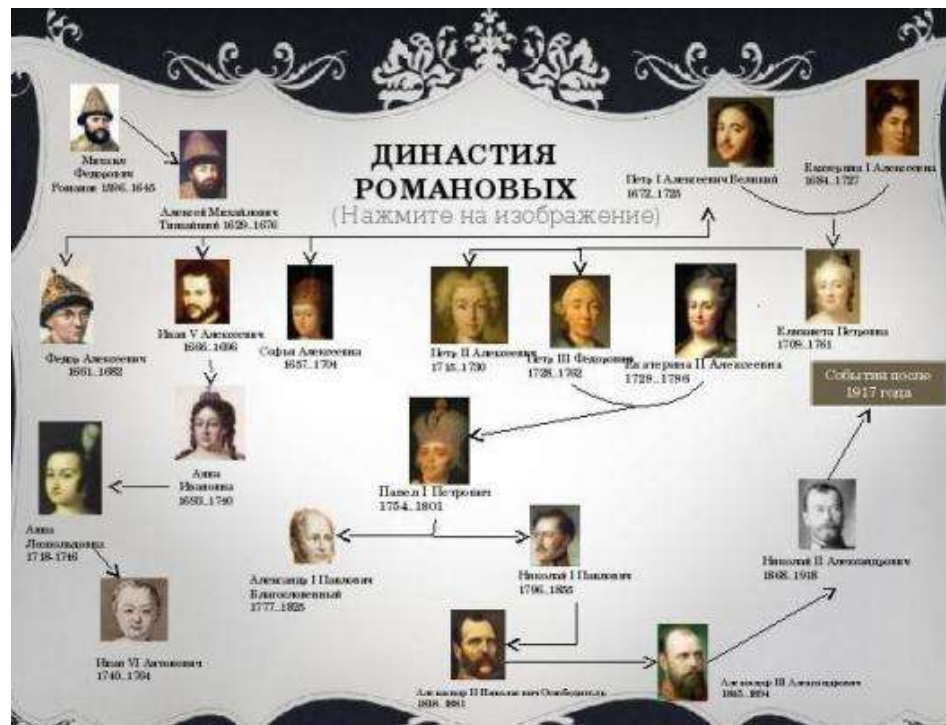 ДИНАСТИЯ
РОМАНОВЫХ
(Нажмите на изображение)
Михаил
Федорович
Романов 1596..1645
Алексей Михайлович
Тишайший 1629..1676
Петр I Алексеевич Великий
1672..1725
Екатерина I Алексеевна
1684..1727
Федор Алексеевич
1661..1682
Иван V Алексеевич
1666..1696
Софья Алексеевна
1657..1704
Петр II Алексеевич
1715..1730
Петр III Федорович
1728..1762
Екатерина II Алексеевна
1729..1796
Елизавета Петровна
1709..1761
События после
1917 года
Анна
Ивановна
1693..1740
Анна
Леопольдовна
1718-1746
Иван VI Антонович
1740..1764
Павел I Петрович
1754..1801
Александр I Павлович
Благословенный
1777..1825
Николай I Павлович
1796..1855
Николай II Александрович
1868..1918
Александр II Николаевич Освободитель
1818..1881
Александр III Александрович
1845..1894